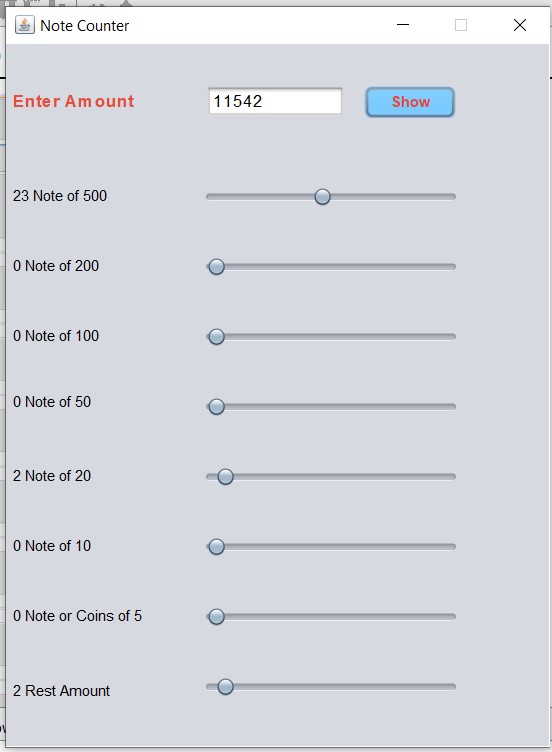 Note Counter
Enter Amount 11542 Show
23 Note of 500
0 Note of 200
0 Note of 100
0 Note of 50
2 Note of 20
0 Note of 10
0 Note or Coins of 5
2 Rest Amount